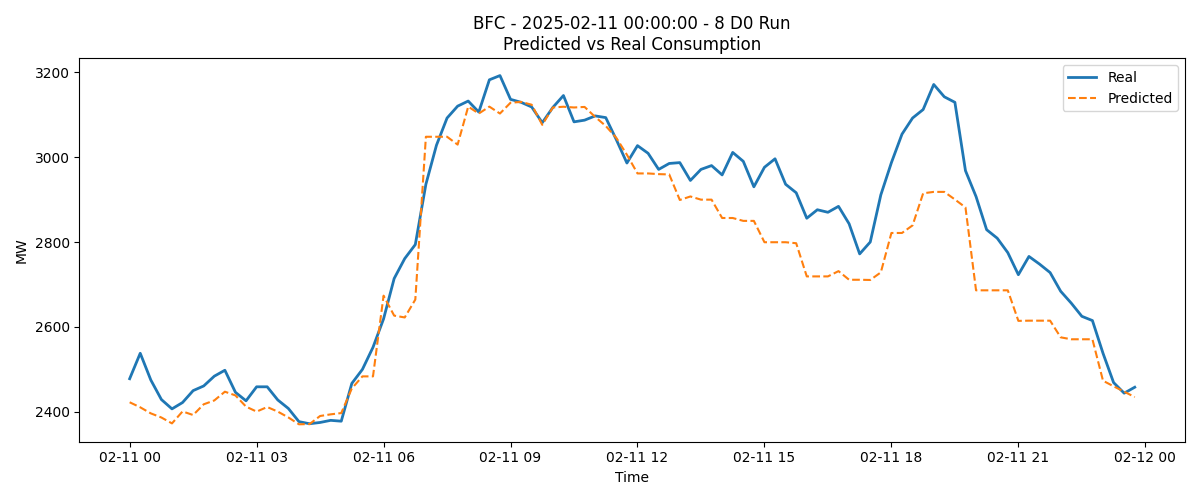 BFC - 2025-02-11 00:00:00 - 8 D0 Run
Predicted vs Real Consumption
Real
Predicted
MW
3200
3000
2800
2600
2400
02-11 00
02-11 03
02-11 06
02-11 09
02-11 12
02-11 15
02-11 18
02-11 21
02-12 00
Time